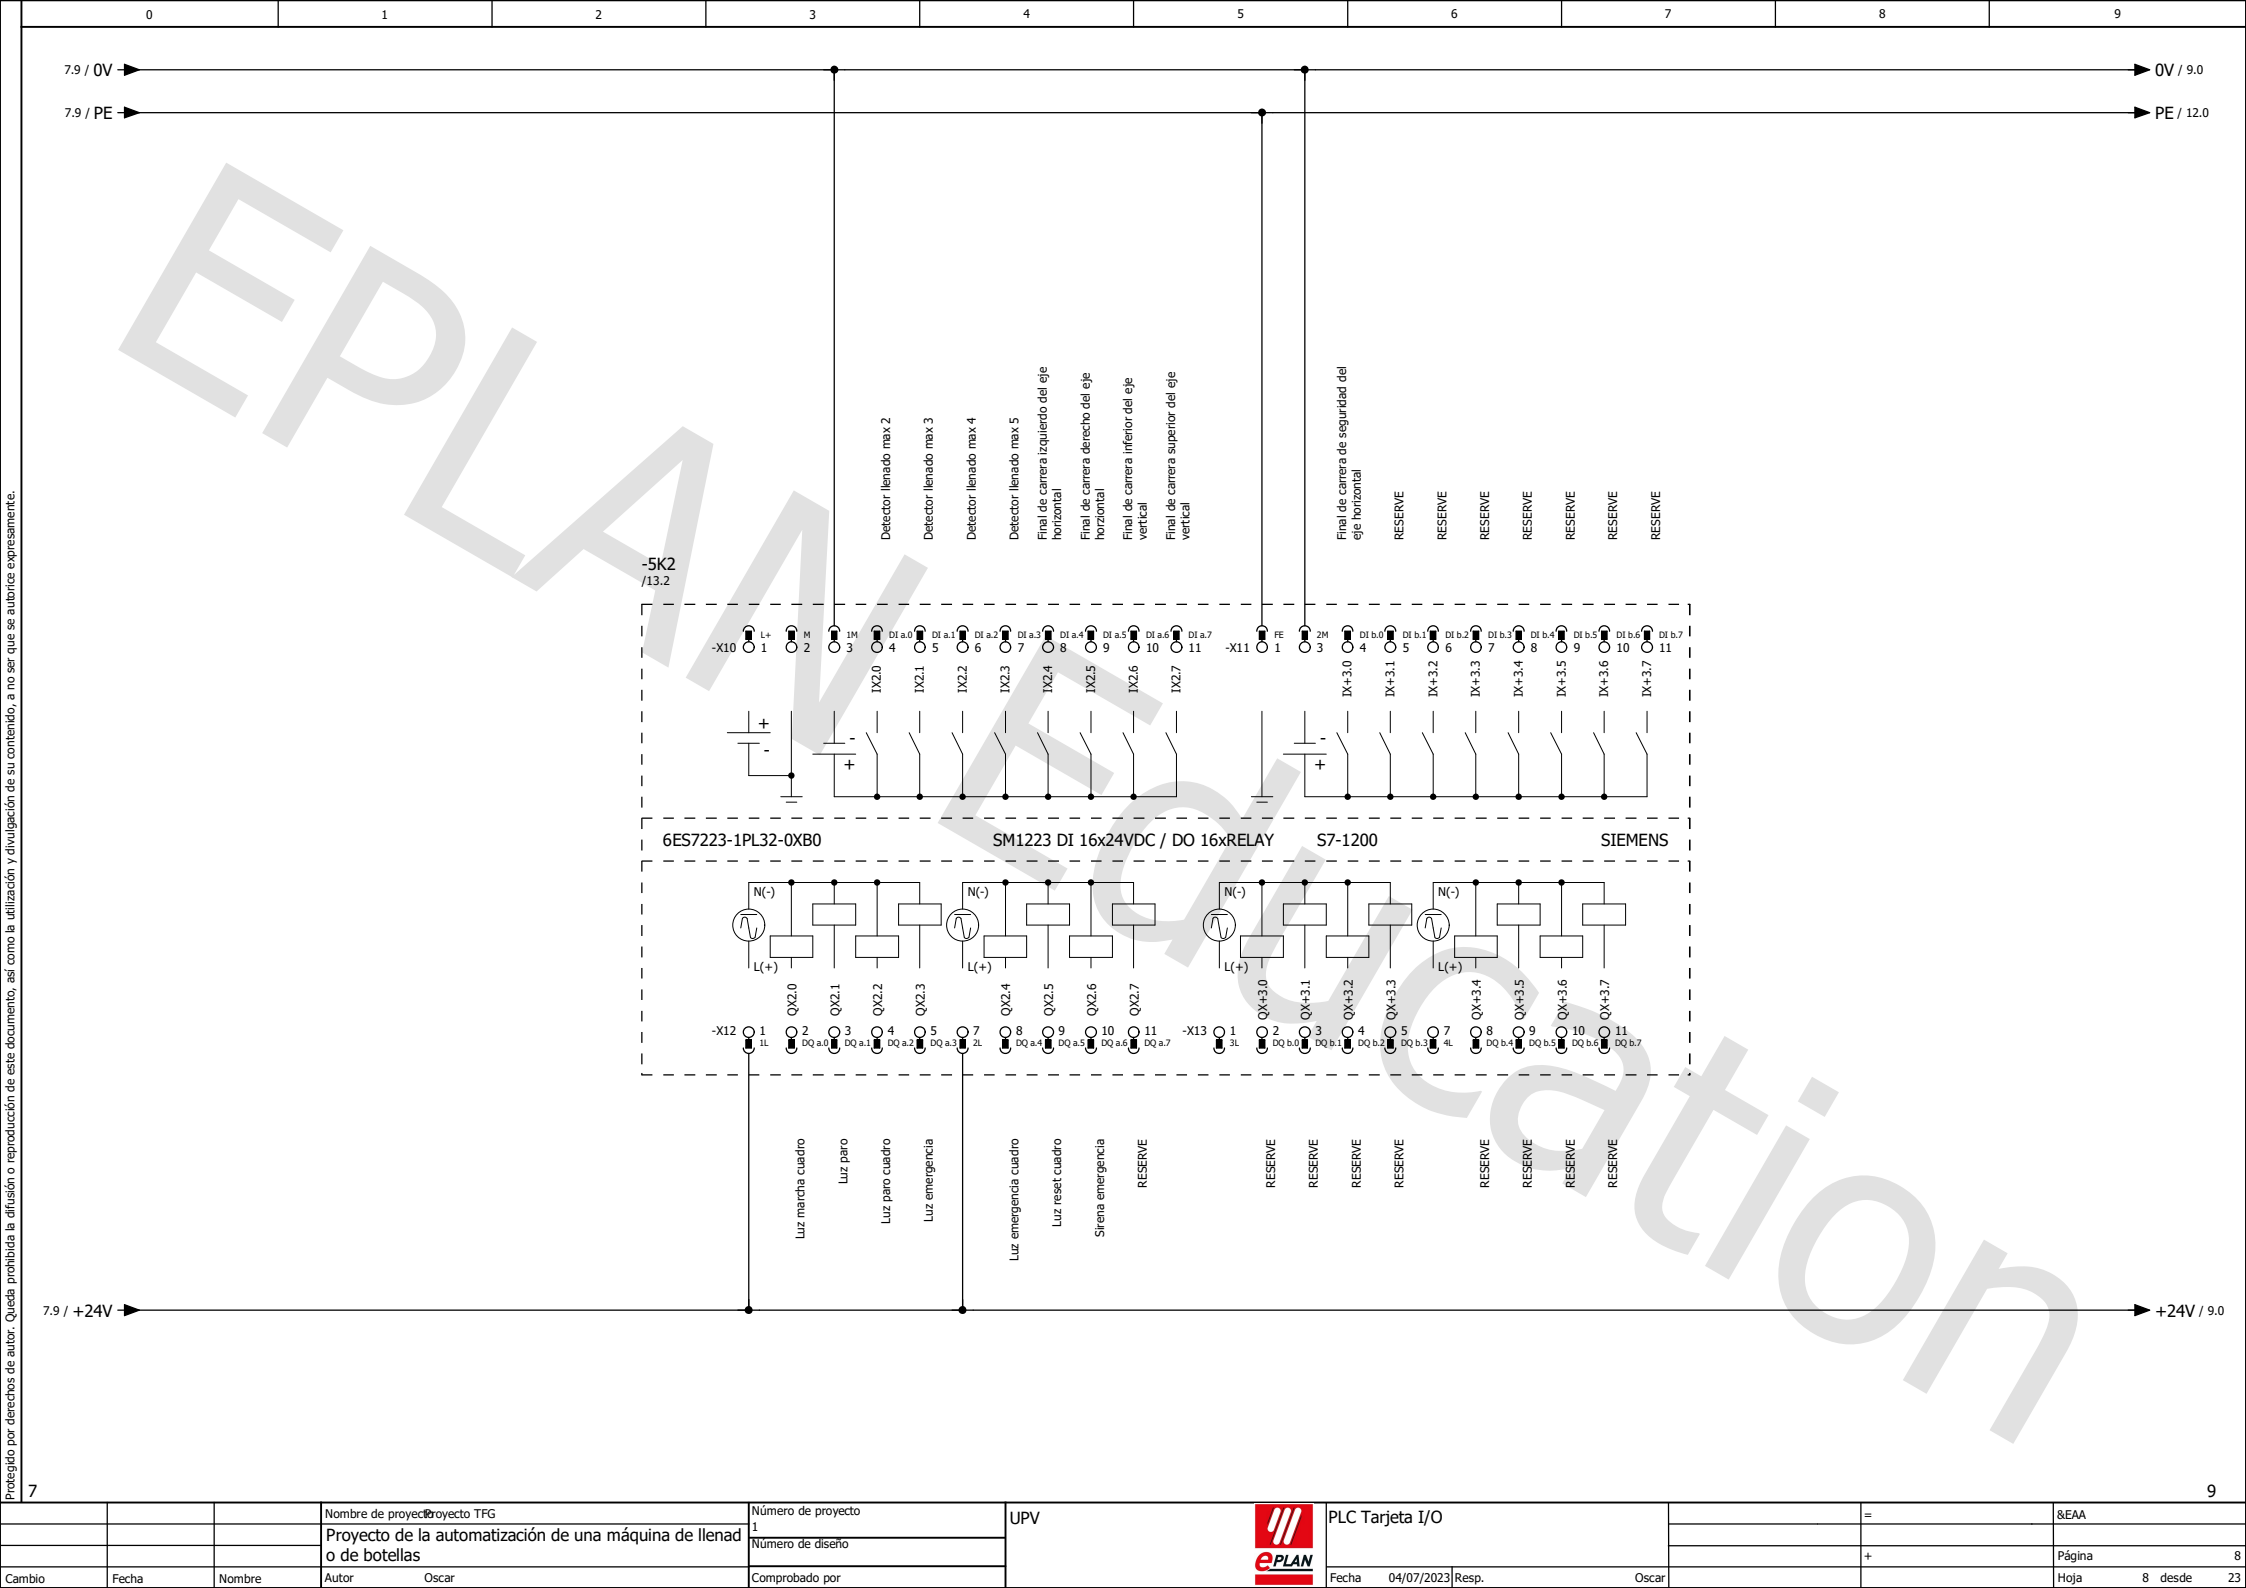 0 1 2 3 4 5 6 7 8 9
7.9 / 0V
0V / 9.0
7.9 / PE
PE / 12.0
EPLAN Education
Detector llenado max 2
Detector llenado max 3
Detector llenado max 4
Detector llenado max 5
Final de carrera izquierdo del eje
horizontal
Final de carrera derecho del eje
horziontal
Final de carrera inferior del eje
vertical
Final de carrera superior del eje
vertical
Final de carrera de seguridad del
eje horizontal
RESERVE
RESERVE
RESERVE
RESERVE
RESERVE
RESERVE
RESERVE
-5K2
/13.2
L+ M 1M DI a.0 DI a.1 DI a.2 DI a.3 DI a.4 DI a.5 DI a.6 DI a.7 FE 2M DI b.0 DI b.1 DI b.2 DI b.3 DI b.4 DI b.5 DI b.6 DI b.7
-X10 1 2 3 4 5 6 7 8 9 10 11 -X11 1 3 4 5 6 7 8 9 10 11
IX2.0 IX2.1 IX2.2 IX2.3 IX2.4 IX2.5 IX2.6 IX2.7 IX+3.0 IX+3.1 IX+3.2 IX+3.3 IX+3.4 IX+3.5 IX+3.6 IX+3.7
+ - - + - +
6ES7223-1PL32-0XB0 SM1223 DI 16x24VDC / DO 16xRELAY S7-1200 SIEMENS
N(-) N(-) N(-) N(-)
L(+) L(+) L(+) L(+)
QX2.0 QX2.1 QX2.2 QX2.3 QX2.4 QX2.5 QX2.6 QX2.7 QX+3.0 QX+3.1 QX+3.2 QX+3.3 QX+3.4 QX+3.5 QX+3.6 QX+3.7
-X12 1 2 3 4 5 7 8 9 10 11 -X13 1 2 3 4 5 7 8 9 10 11
1L DQ a.0 DQ a.1 DQ a.2 DQ a.3 2L DQ a.4 DQ a.5 DQ a.6 DQ a.7 3L DQ b.0 DQ b.1 DQ b.2 DQ b.3 4L DQ b.4 DQ b.5 DQ b.6 DQ b.7
Luz marcha cuadro
Luz paro
Luz paro cuadro
Luz emergencia
Luz emergencia cuadro
Luz reset cuadro
Sirena emergencia
RESERVE
RESERVE
RESERVE
RESERVE
RESERVE
RESERVE
RESERVE
RESERVE
RESERVE
7.9 / +24V
+24V / 9.0
Protegido por derechos de autor. Queda prohibida la difusión o reproducción de este documento, así como la utilización y divulgación de su contenido, a no ser que se autorice expresamente.
7
9
Nombre de proyecto Proyecto TFG
Proyecto de la automatización de una máquina de llenad
o de botellas
Cambio Fecha Nombre Autor Oscar
Número de proyecto
1
Número de diseño
Comprobado por
UPV
ePLAN
PLC Tarjeta I/O
Fecha 04/07/2023 Resp. Oscar
=
+
&EAA
Página 8
Hoja 8 desde 23